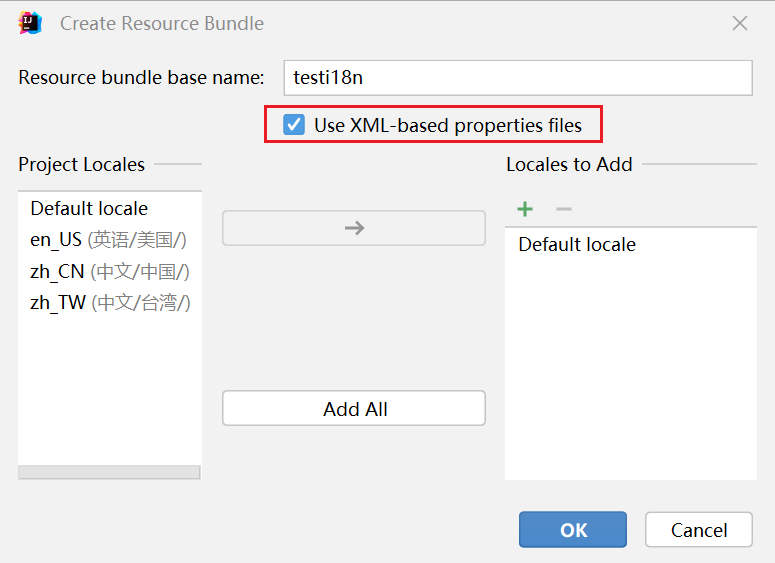 Create Resource Bundle
Resource bundle base name: testi18n
Use XML-based properties files
Project Locales
Default locale
en_US (英语/美国/)
zh_CN (中文/中国/)
zh_TW (中文/台湾/)
Add All
Locales to Add
Default locale
OK Cancel